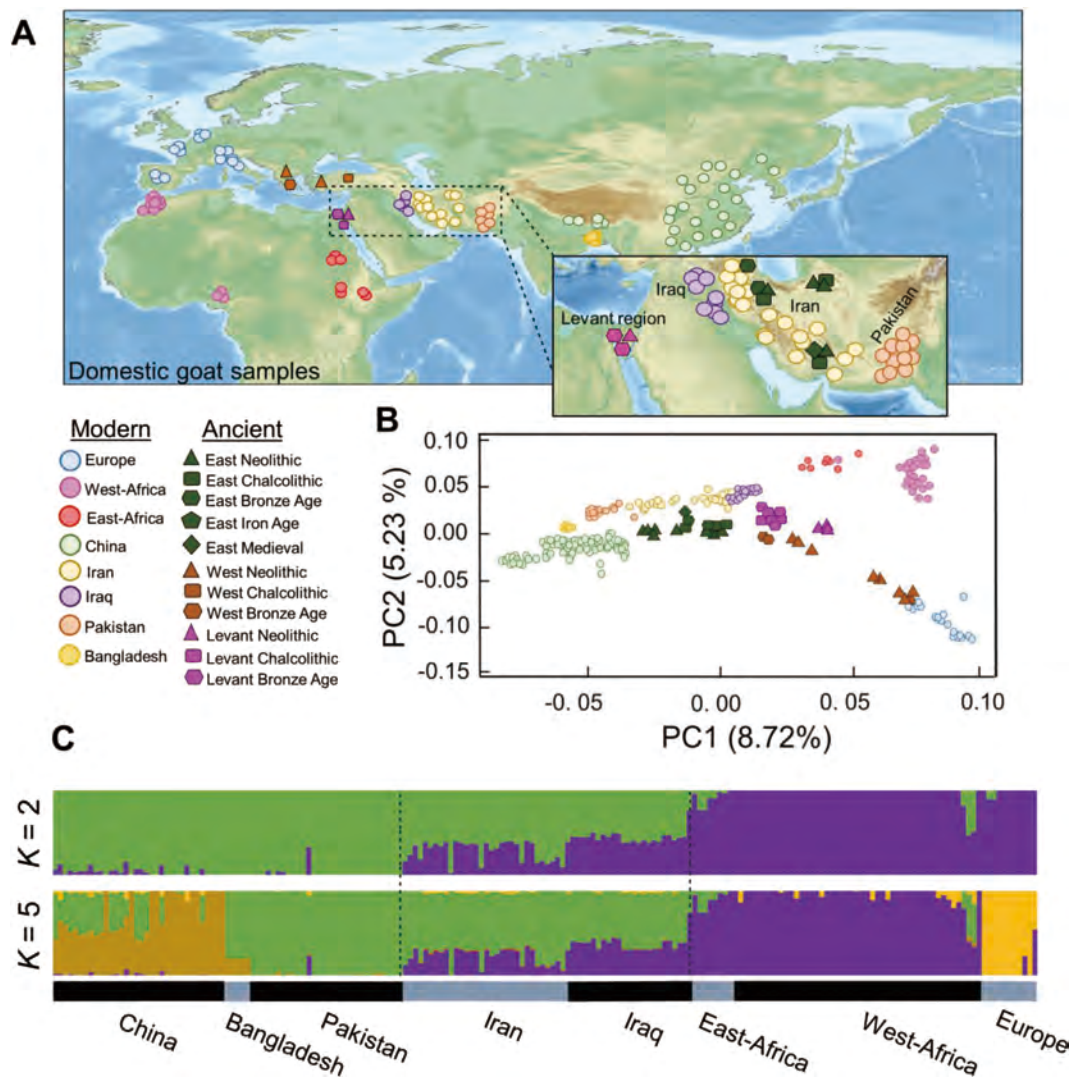 A
Iraq
Iran
Pakistan
Levant region
Domestic goat samples
Modern
Europe
West-Africa
East-Africa
China
Iran
Iraq
Pakistan
Bangladesh
Ancient
East Neolithic
East Chalcolithic
East Bronze Age
East Iron Age
East Medieval
West Neolithic
West Chalcolithic
West Bronze Age
Levant Neolithic
Levant Chalcolithic
Levant Bronze Age
B
PC2 (5.23 %)
0.10
0.05
0.00
-0.05
-0.10
-0.15
-0.05 0. 00 0.05 0.10
PC1 (8.72%)
C
K = 2
K = 5
China Bangladesh Pakistan Iran Iraq East-Africa West-Africa Europe